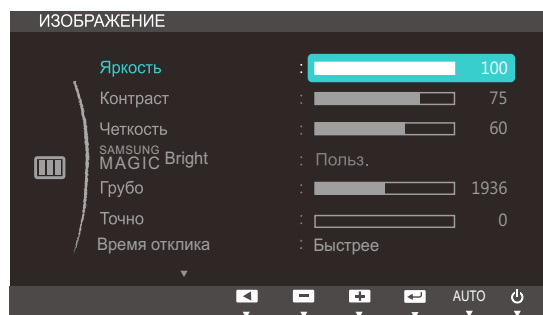 ИЗОБРАЖЕНИЕ
Яркость : 100
Контраст : 75
Четкость : 60
SAMSUNG MAGIC Bright : Польз.
Грубо : 1936
Точно : 0
Время отклика : Быстрее
AUTO